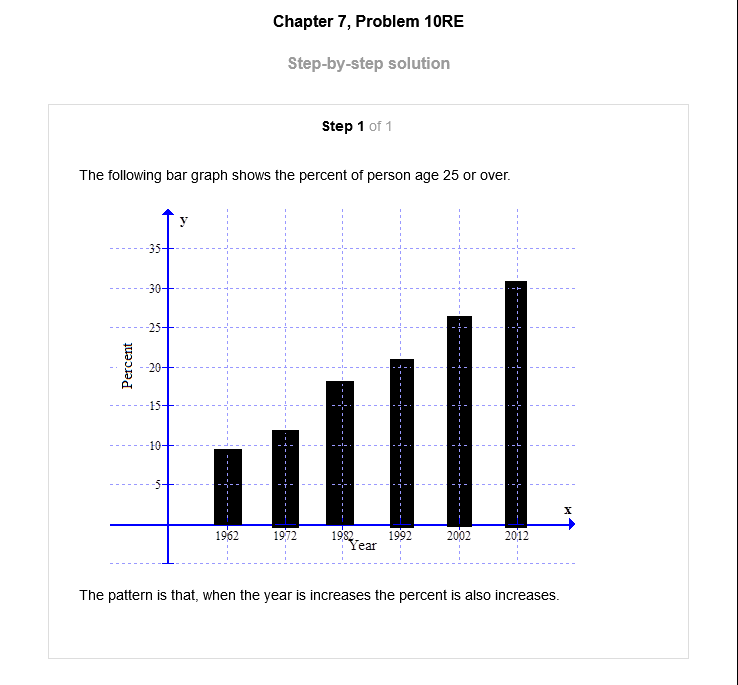 Chapter 7, Problem 10RE
Step-by-step solution
Step 1 of 1
The following bar graph shows the percent of person age 25 or over.
y
35
30
25
20
15
10
5
Percent
x
1962 1972 1982 1992 2002 2012
Year
The pattern is that, when the year is increases the percent is also increases.